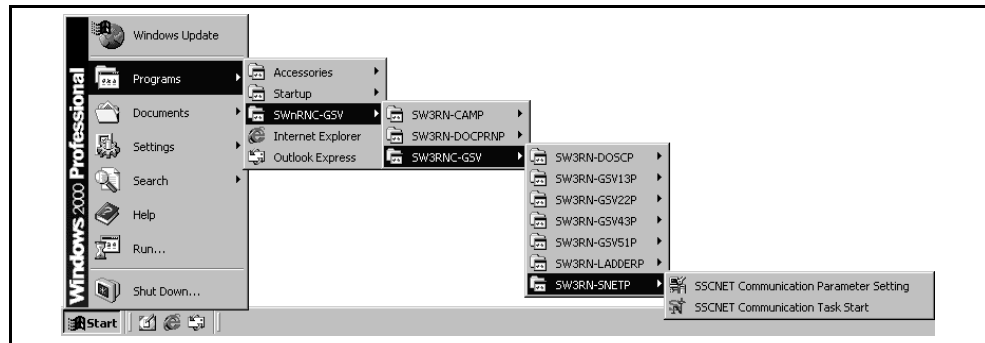 Windows 2000 Professional
Windows Update
Programs
Documents
Settings
Search
Help
Run...
Shut Down...
Accessories
Startup
SWnRNC-GSV
Internet Explorer
Outlook Express
SW3RN-CAMP
SW3RN-DOCPRNP
SW3RNC-GSV
SW3RN-DOSCP
SW3RN-GSV13P
SW3RN-GSV22P
SW3RN-GSV43P
SW3RN-GSV51P
SW3RN-LADDERP
SW3RN-SNETP
SSCNET Communication Parameter Setting
SSCNET Communication Task Start
Start